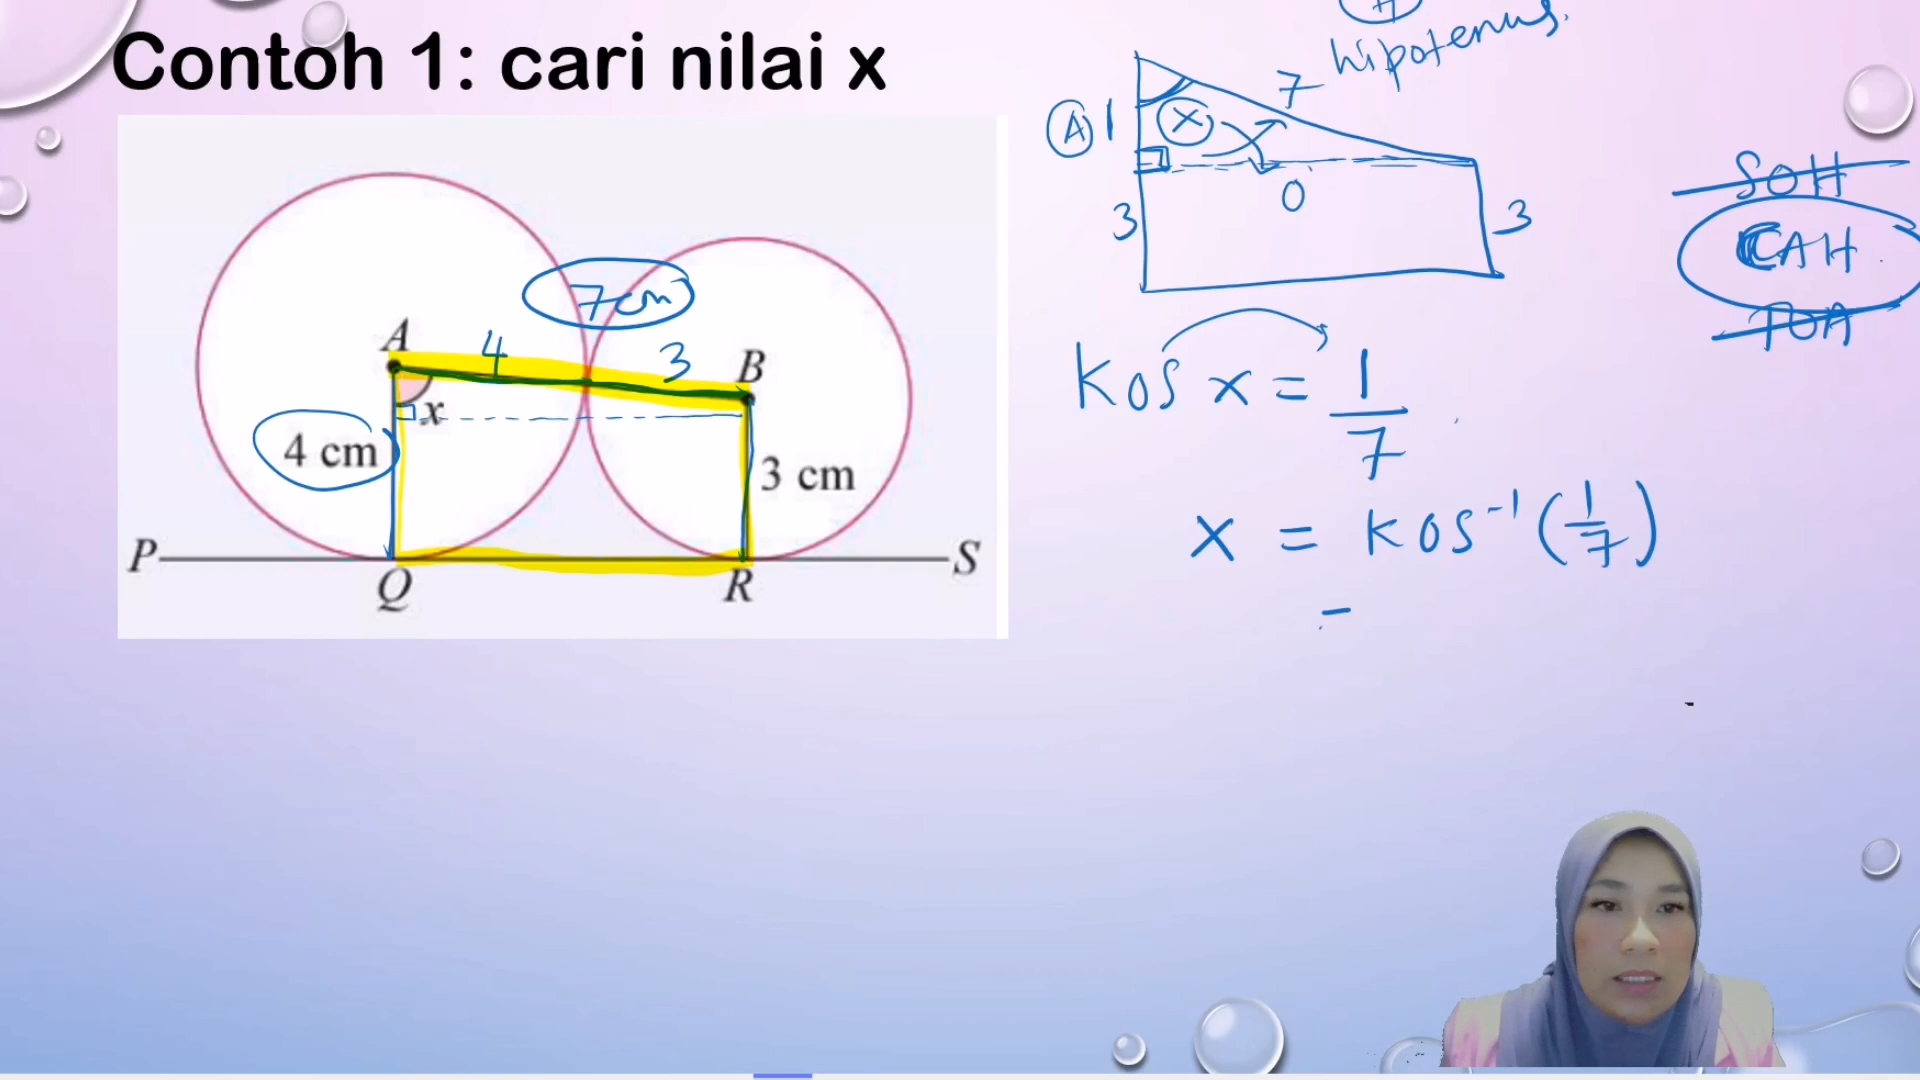 Contoh 1: cari nilai x
H
hipotenus.
7
A 1
X
O
3
3
SOH
CAH
TOA
7cm
A
4
3
B
x
4 cm
3 cm
P
S
Q
R
Kos x = 1/7
x = Kos⁻¹ (1/7)
=